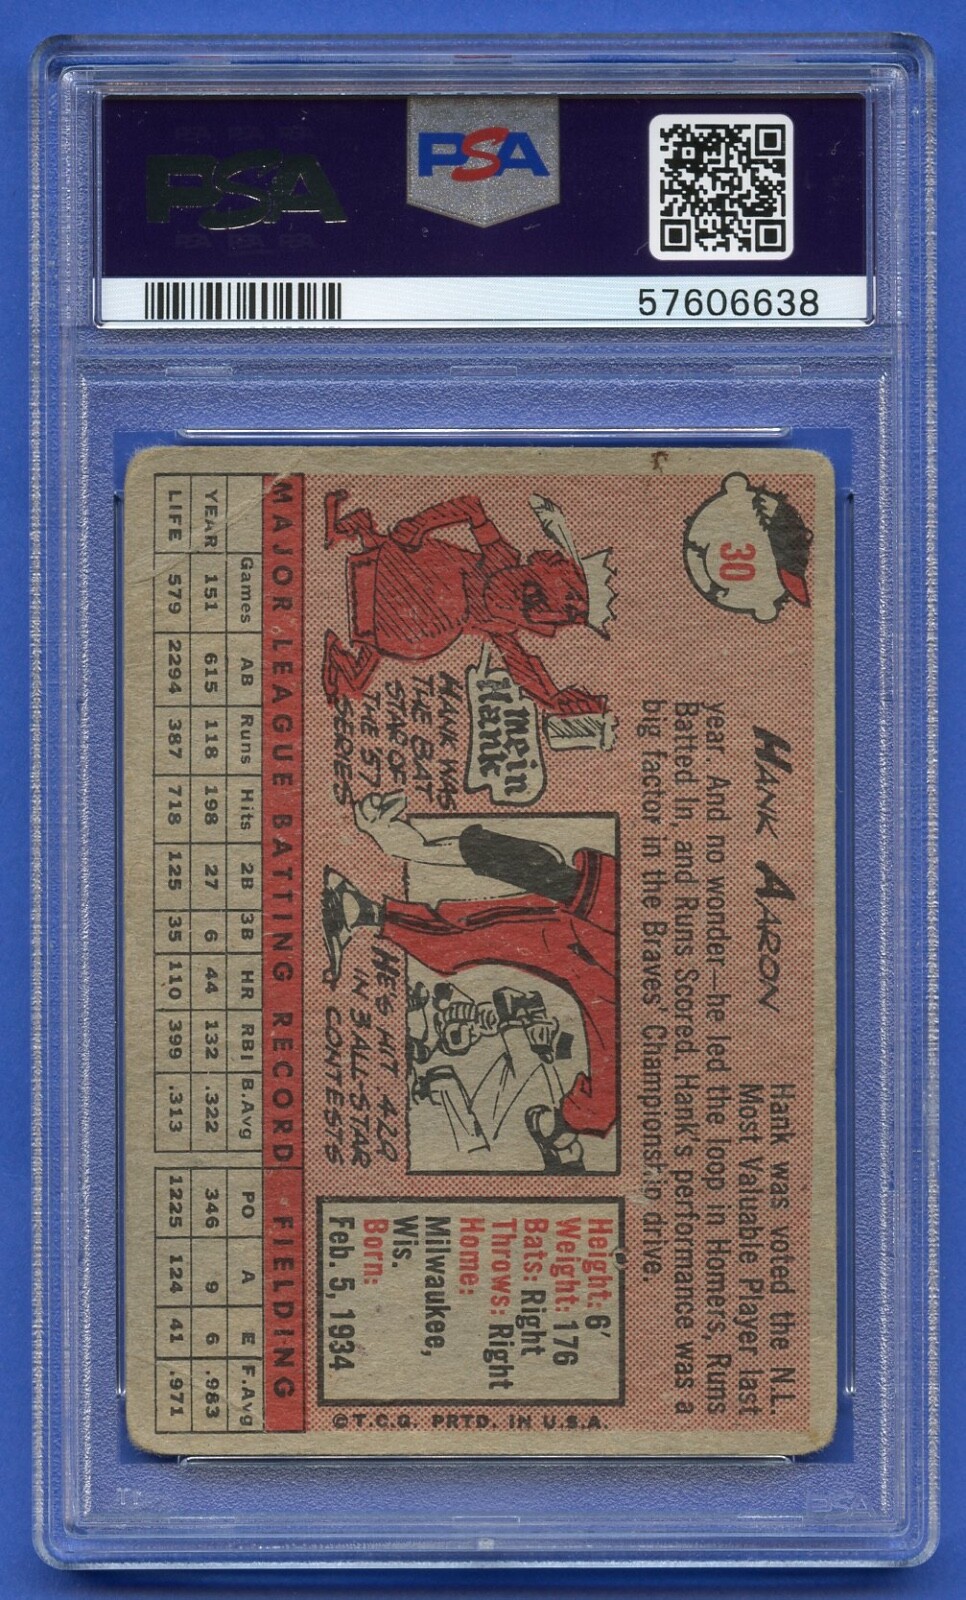 PSA
PSA
57606638
30
HANK AARON
Hank was voted the N.L.
Most Valuable Player last
year. And no wonder—he led the loop in Homers, Runs
Batted In, and Runs Scored. Hank's performance was a
big factor in the Braves' Championship drive.
mein
Hank
HANK WAS
THE BAT
STAR OF
THE '57
SERIES
HE'S HIT .429
IN 3 ALL-STAR
CONTESTS
Height: 6'
Weight: 176
Bats: Right
Throws: Right
Home:
Milwaukee,
Wis.
Born:
Feb. 5, 1934
©T.C.G. PRTD. IN U.S.A.
MAJOR LEAGUE BATTING RECORD FIELDING
Games AB Runs Hits 2B 3B HR RBI B.Avg PO A E F.Avg
YEAR 151 615 118 198 27 6 44 132 .322 346 9 6 .983
LIFE 579 2294 387 718 125 35 110 399 .313 1225 124 41 .971
PSA